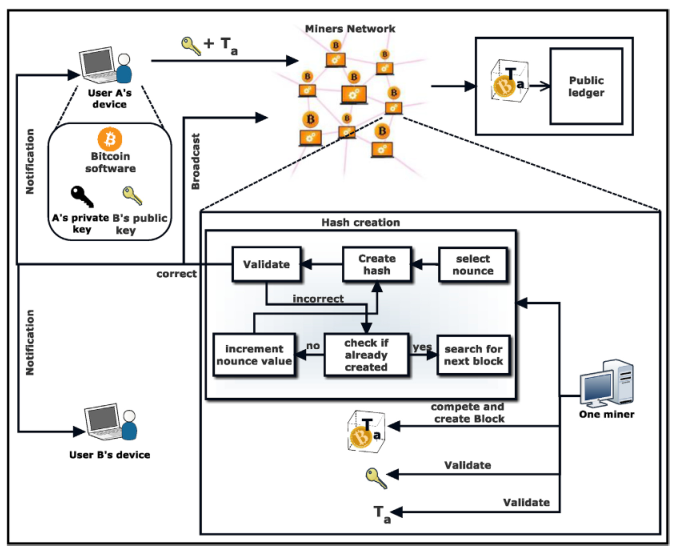 Miners Network
+ Ta
User A's
device
Ta
Public
ledger
Notification
Bitcoin
software
A's private
key
B's public
key
Broadcast
Hash creation
correct
Validate
Create
hash
select
nounce
incorrect
increment
nounce value
no
check if
already
created
yes
search for
next block
Notification
User B's device
One miner
compete and
create Block
Ta
Validate
Validate
Ta